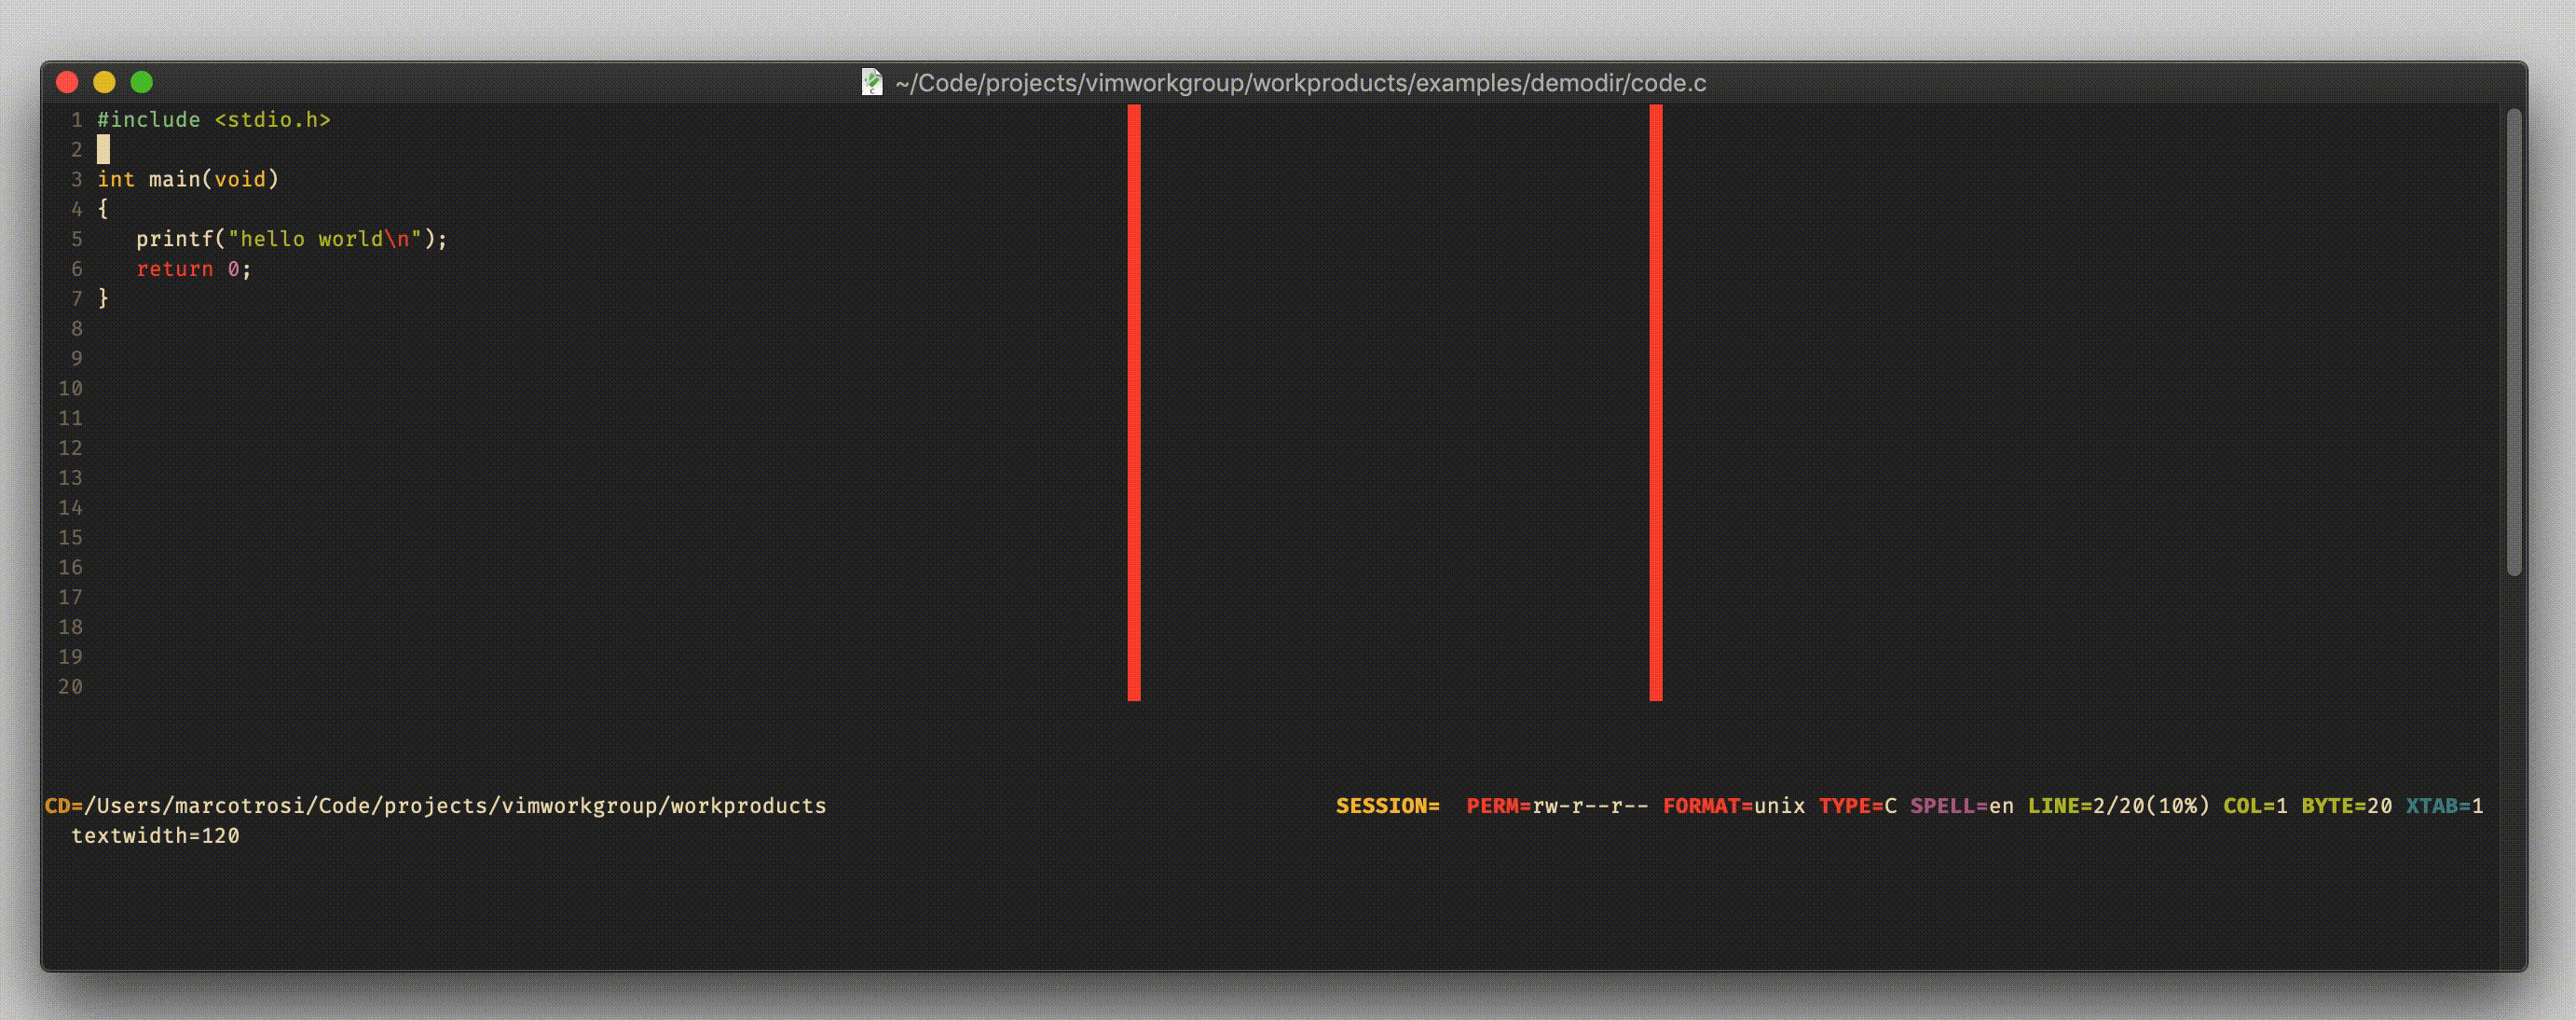 ~/Code/projects/vimworkgroup/workproducts/examples/demodir/code.c
1 #include <stdio.h>
2
3 int main(void)
4 {
5    printf("hello world\n");
6    return 0;
7 }
8
9
10
11
12
13
14
15
16
17
18
19
20
CD=/Users/marcotrosi/Code/projects/vimworkgroup/workproducts SESSION=  PERM=rw-r--r-- FORMAT=unix TYPE=C SPELL=en LINE=2/20(10%) COL=1 BYTE=20 XTAB=1
textwidth=120